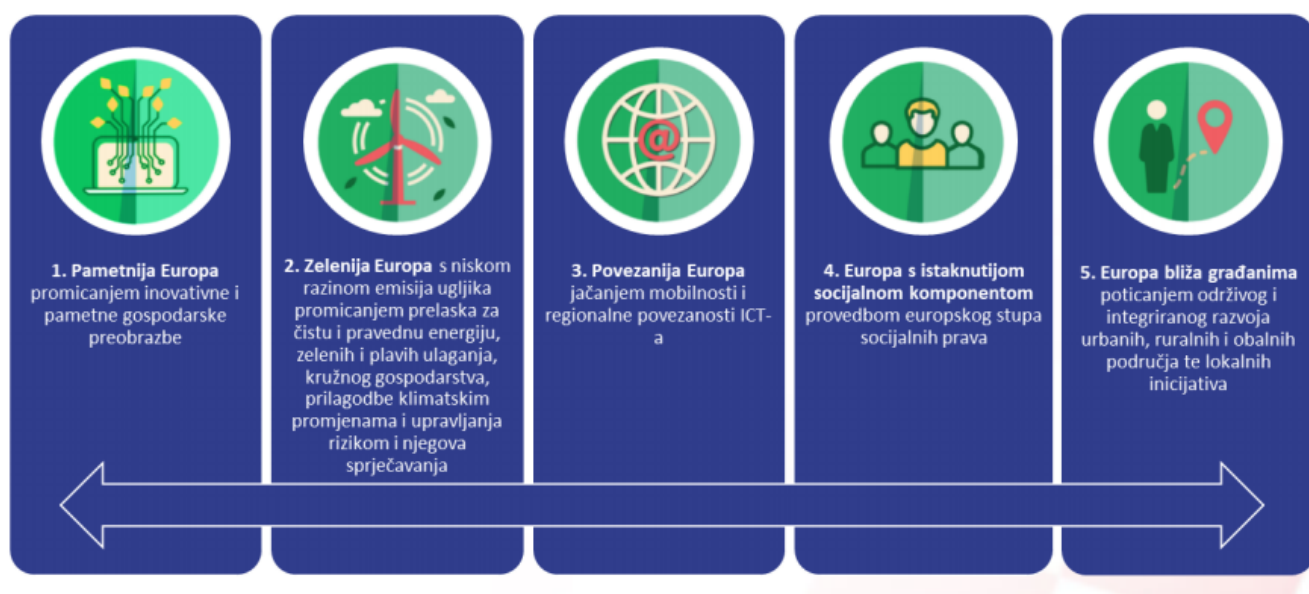 @
1. Pametnija Europa
promicanjem inovativne i
pametne gospodarske
preobrazbe
2. Zelenija Europa s niskom
razinom emisija ugljika
promicanjem prelaska za
čistu i pravednu energiju,
zelenih i plavih ulaganja,
kružnog gospodarstva,
prilagodbe klimatskim
promjenama i upravljanja
rizikom i njegova
sprječavanja
3. Povezanija Europa
jačanjem mobilnosti i
regionalne povezanosti ICT-
a
4. Europa s istaknutijom
socijalnom komponentom
provedbom europskog stupa
socijalnih prava
5. Europa bliža građanima
poticanjem održivog i
integriranog razvoja
urbanih, ruralnih i obalnih
područja te lokalnih
inicijativa